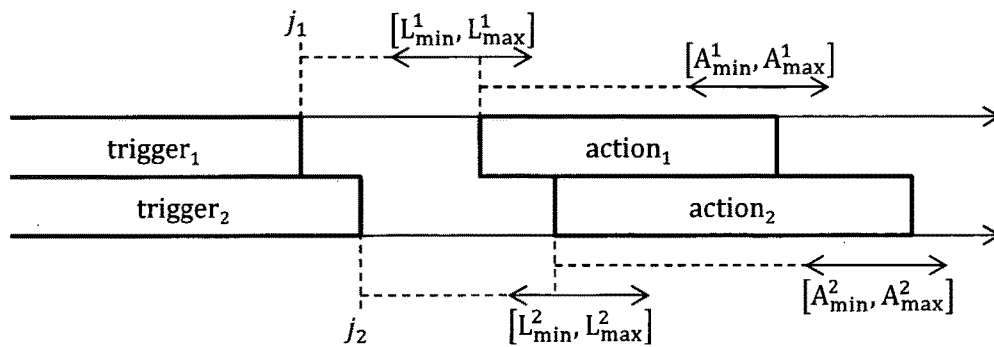 j₁
[L¹min, L¹max]
[A¹min, A¹max]
trigger₁
action₁
trigger₂
action₂
j₂
[L²min, L²max]
[A²min, A²max]